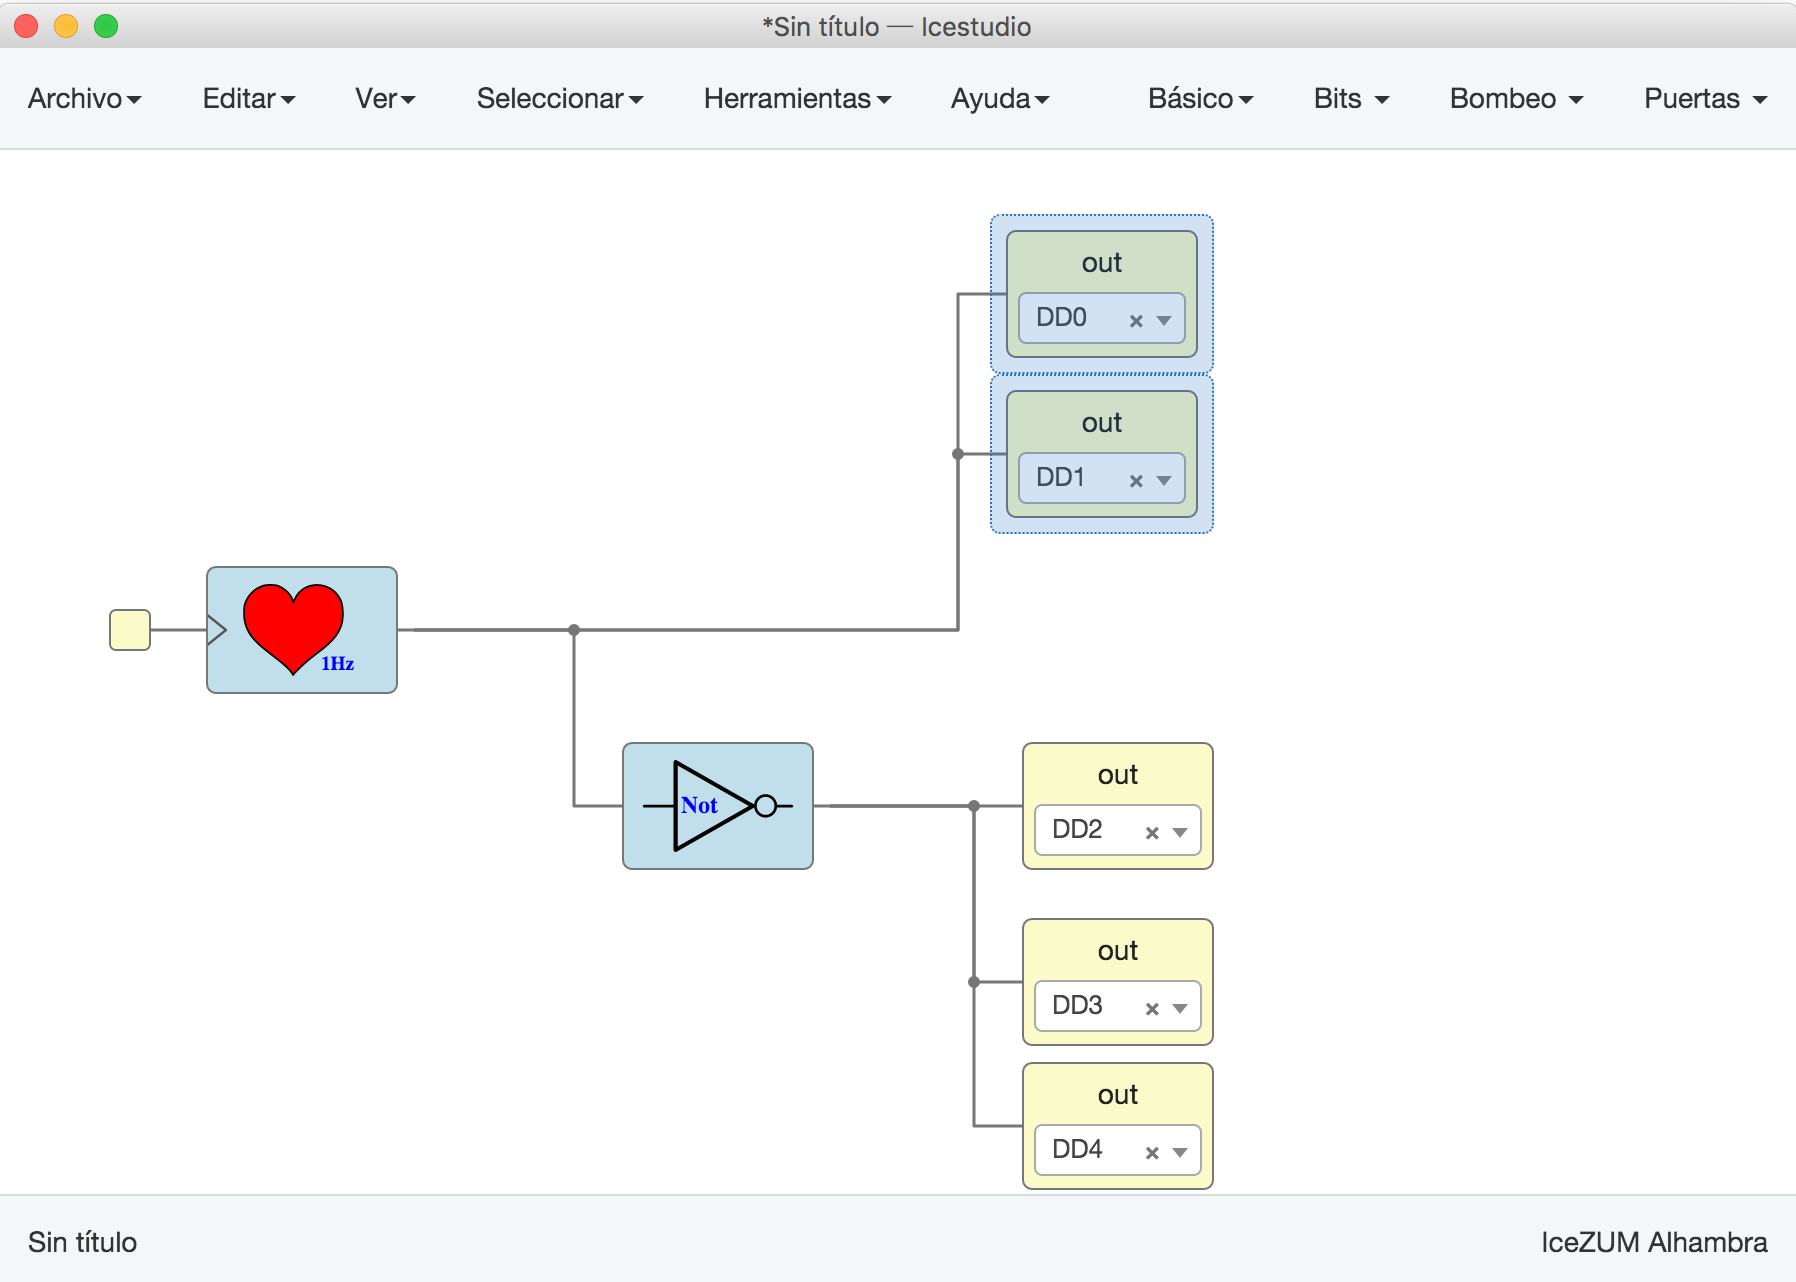 *Sin título — Icestudio
Archivo Editar Ver Seleccionar Herramientas Ayuda Básico Bits Bombeo Puertas
out
DD0
out
DD1
1Hz
Not
out
DD2
out
DD3
out
DD4
Sin título
IceZUM Alhambra